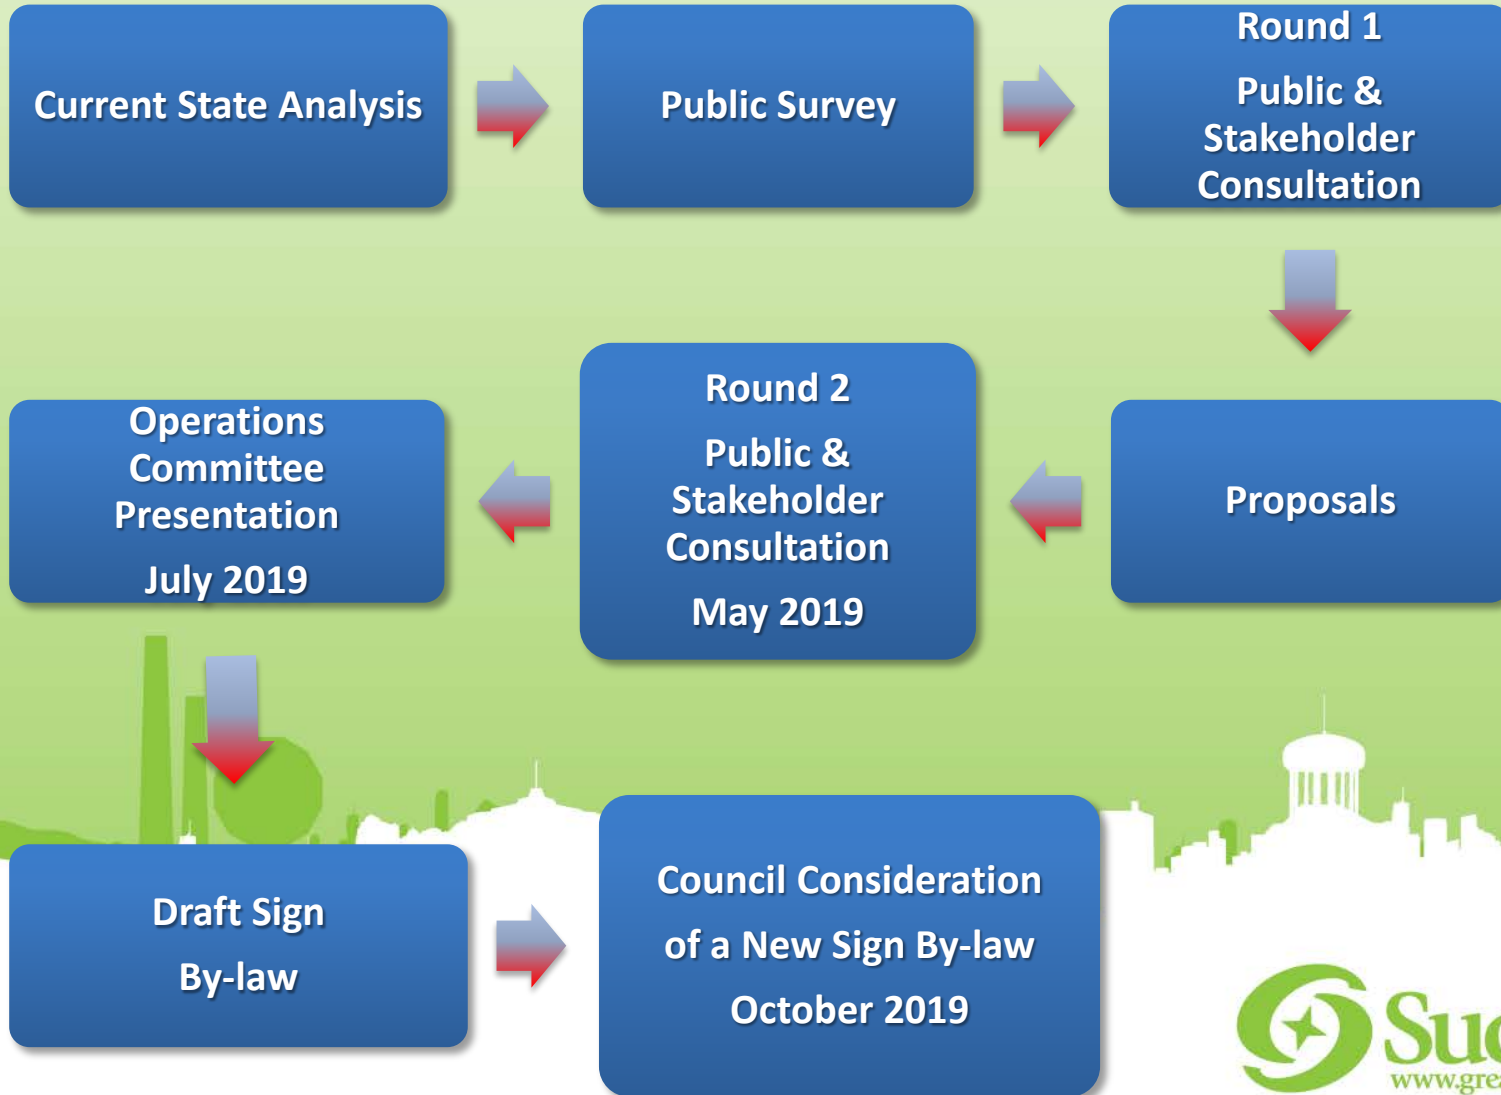 Current State Analysis
Public Survey
Round 1
Public &
Stakeholder
Consultation
Operations
Committee
Presentation
July 2019
Round 2
Public &
Stakeholder
Consultation
May 2019
Proposals
Draft Sign
By-law
Council Consideration
of a New Sign By-law
October 2019